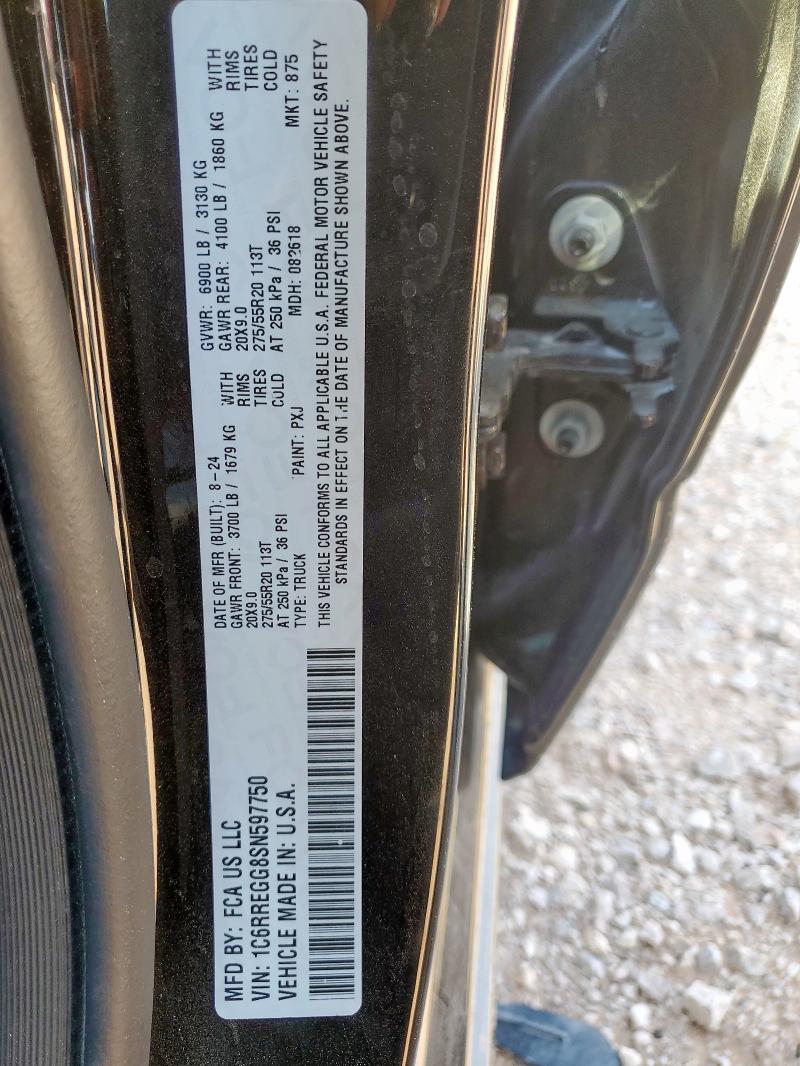 MFD BY: FCA US LLC
VIN: 1C6RREGG8SN597750
VEHICLE MADE IN: U.S.A.
DATE OF MFR (BUILT): 8-24
GAWR FRONT: 3700 LB / 1679 KG WITH
20X9.0 RIMS
275/55R20 113T TIRES
AT 250 kPa / 36 PSI COLD
TYPE: TRUCK PAINT: PXJ
GVWR: 6900 LB / 3130 KG
GAWR REAR: 4100 LB / 1860 KG WITH
20X9.0 RIMS
275/55R20 113T TIRES
AT 250 kPa / 36 PSI COLD
MDH: MKT: 875
THIS VEHICLE CONFORMS TO ALL APPLICABLE U.S.A. FEDERAL MOTOR VEHICLE SAFETY
STANDARDS IN EFFECT ON THE DATE OF MANUFACTURE SHOWN ABOVE.